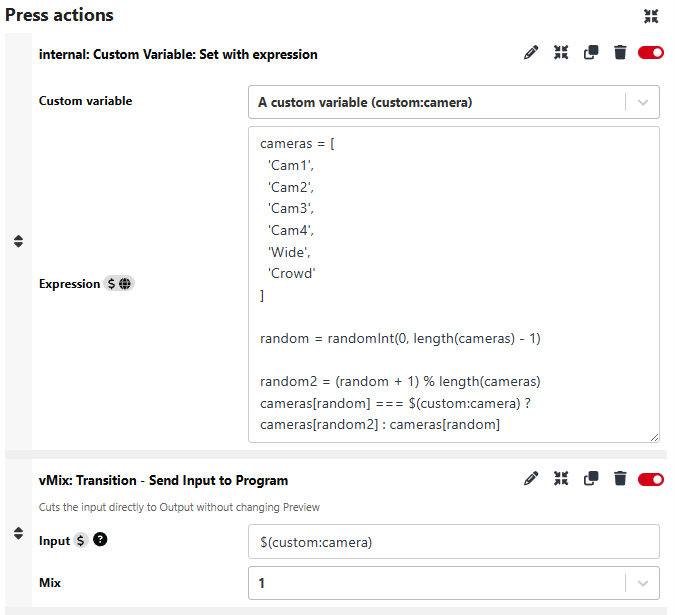 Press actions
internal: Custom Variable: Set with expression
Custom variable
A custom variable (custom:camera)
Expression $
cameras = [
'Cam1',
'Cam2',
'Cam3',
'Cam4',
'Wide',
'Crowd'
]
random = randomInt(0, length(cameras) - 1)
random2 = (random + 1) % length(cameras)
cameras[random] === $(custom:camera) ?
cameras[random2] : cameras[random]
vMix: Transition - Send Input to Program
Cuts the input directly to Output without changing Preview
Input $ ?
$(custom:camera)
Mix
1